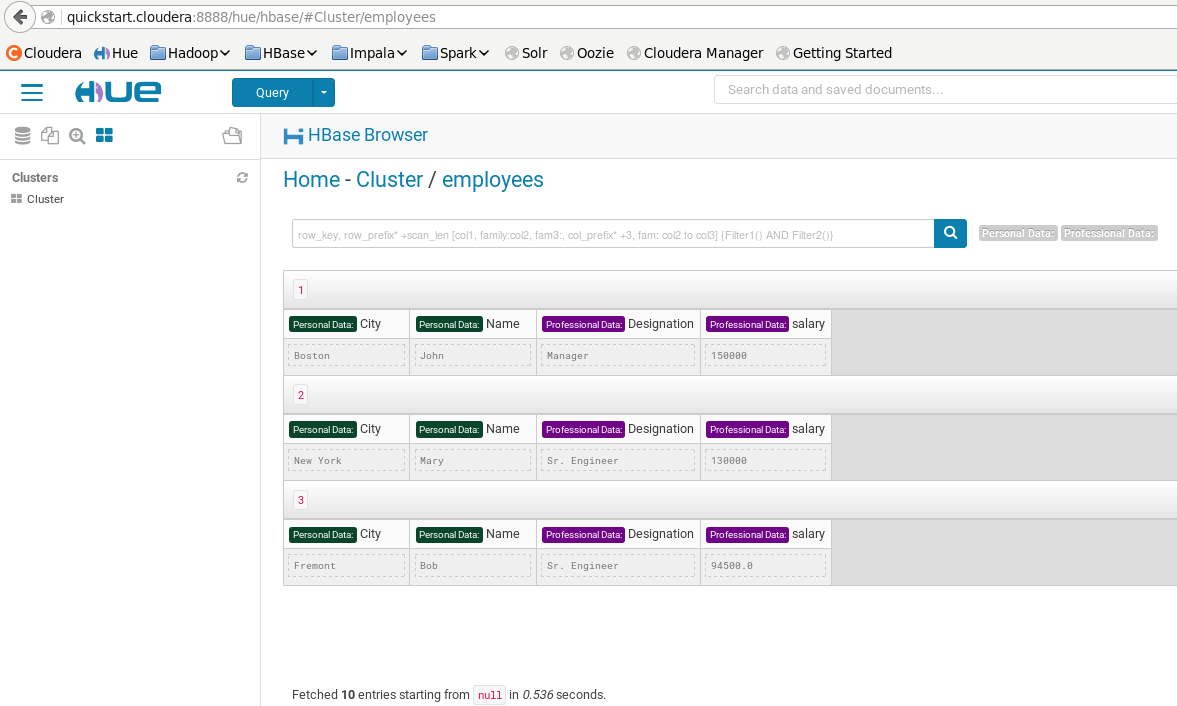 quickstart.cloudera:8888/hue/hbase/#Cluster/employees
Cloudera Hue Hadoop HBase Impala Spark Solr Oozie Cloudera Manager Getting Started
HUE Query Search data and saved documents...
HBase Browser
Clusters
Cluster
Home - Cluster / employees
row_key, row_prefix* +scan_len [col1, family:col2, fam3:, col_prefix* +3, fam: col2 to col3] {Filter1() AND Filter2()} Personal Data: Professional Data:
1
Personal Data: City Personal Data: Name Professional Data: Designation Professional Data: salary
Boston John Manager 150000
2
Personal Data: City Personal Data: Name Professional Data: Designation Professional Data: salary
New York Mary Sr. Engineer 130000
3
Personal Data: City Personal Data: Name Professional Data: Designation Professional Data: salary
Fremont Bob Sr. Engineer 94500.0
Fetched 10 entries starting from null in 0.536 seconds.